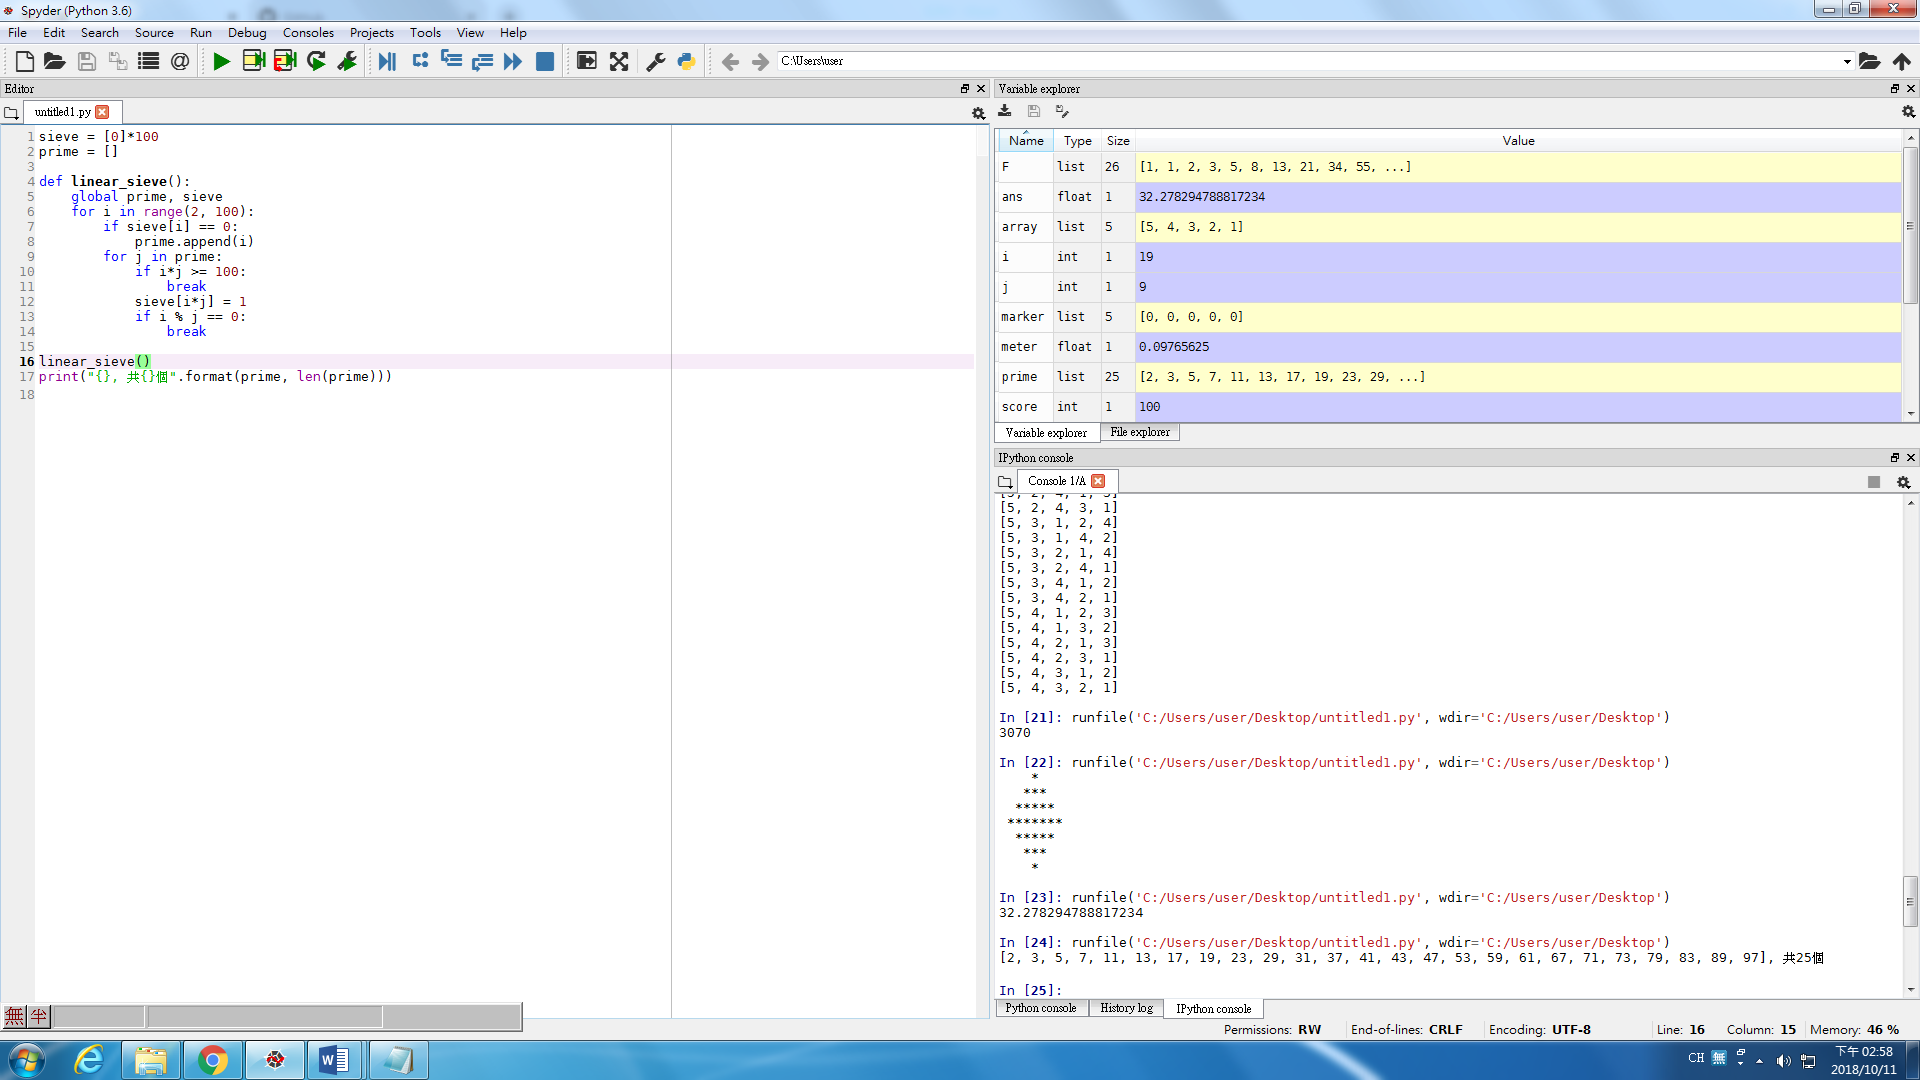 Spyder (Python 3.6)
File Edit Search Source Run Debug Consoles Projects Tools View Help
C:\Users\user
Editor
untitled1.py
1 sieve = [0]*100
2 prime = []
3
4 def linear_sieve():
5 global prime, sieve
6 for i in range(2, 100):
7 if sieve[i] == 0:
8 prime.append(i)
9 for j in prime:
10 if i*j >= 100:
11 break
12 sieve[i*j] = 1
13 if i % j == 0:
14 break
15
16 linear_sieve()
17 print("{}, 共{}個".format(prime, len(prime)))
18
Variable explorer
Name Type Size Value
F list 26 [1, 1, 2, 3, 5, 8, 13, 21, 34, 55, ...]
ans float 1 32.278294788817234
array list 5 [5, 4, 3, 2, 1]
i int 1 19
j int 1 9
marker list 5 [0, 0, 0, 0, 0]
meter float 1 0.09765625
prime list 25 [2, 3, 5, 7, 11, 13, 17, 19, 23, 29, ...]
score int 1 100
Variable explorer File explorer
IPython console
Console 1/A
[5, 2, 4, 1, 3]
[5, 2, 4, 3, 1]
[5, 3, 1, 2, 4]
[5, 3, 1, 4, 2]
[5, 3, 2, 1, 4]
[5, 3, 2, 4, 1]
[5, 3, 4, 1, 2]
[5, 3, 4, 2, 1]
[5, 4, 1, 2, 3]
[5, 4, 1, 3, 2]
[5, 4, 2, 1, 3]
[5, 4, 2, 3, 1]
[5, 4, 3, 1, 2]
[5, 4, 3, 2, 1]
In [21]: runfile('C:/Users/user/Desktop/untitled1.py', wdir='C:/Users/user/Desktop')
3070
In [22]: runfile('C:/Users/user/Desktop/untitled1.py', wdir='C:/Users/user/Desktop')
*
***
*****
*******
*****
***
*
In [23]: runfile('C:/Users/user/Desktop/untitled1.py', wdir='C:/Users/user/Desktop')
32.278294788817234
In [24]: runfile('C:/Users/user/Desktop/untitled1.py', wdir='C:/Users/user/Desktop')
[2, 3, 5, 7, 11, 13, 17, 19, 23, 29, 31, 37, 41, 43, 47, 53, 59, 61, 67, 71, 73, 79, 83, 89, 97], 共25個
In [25]:
Python console History log IPython console
無 半
Permissions: RW End-of-lines: CRLF Encoding: UTF-8 Line: 16 Column: 15 Memory: 46 %
CH 無 下午 02:58
2018/10/11